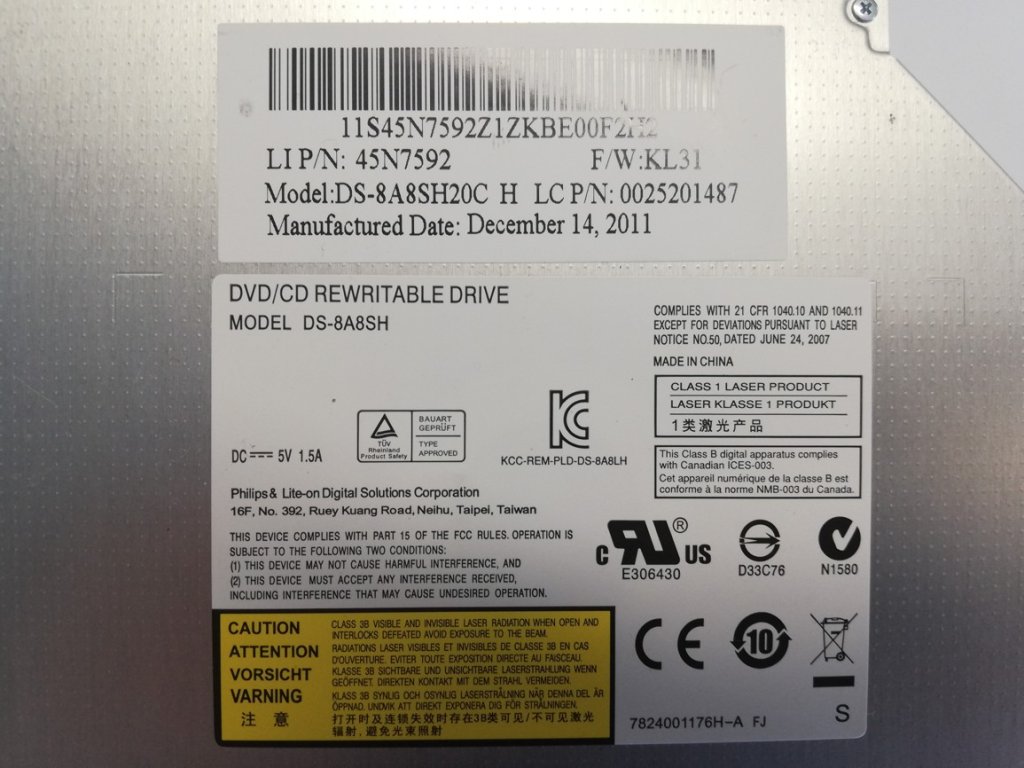 11S45N7592Z1ZKBE00F2H2
LI P/N: 45N7592 F/W:KL31
Model:DS-8A8SH20C H LC P/N: 0025201487
Manufactured Date: December 14, 2011
DVD/CD REWRITABLE DRIVE
MODEL DS-8A8SH
COMPLIES WITH 21 CFR 1040.10 AND 1040.11
EXCEPT FOR DEVIATIONS PURSUANT TO LASER
NOTICE NO.50, DATED JUNE 24, 2007
MADE IN CHINA
CLASS 1 LASER PRODUCT
LASER KLASSE 1 PRODUKT
1类激光产品
TÜV
Rheinland
Product Safety
BAUART
GEPRÜFT
TYPE
APPROVED
KCC-REM-PLD-DS-8A8LH
DC 5V 1.5A
This Class B digital apparatus complies
with Canadian ICES-003.
Cet appareil numérique de la classe B est
conforme à la norme NMB-003 du Canada.
Philips & Lite-on Digital Solutions Corporation
16F, No. 392, Ruey Kuang Road, Neihu, Taipei, Taiwan
THIS DEVICE COMPLIES WITH PART 15 OF THE FCC RULES. OPERATION IS
SUBJECT TO THE FOLLOWING TWO CONDITIONS:
(1) THIS DEVICE MAY NOT CAUSE HARMFUL INTERFERENCE, AND
(2) THIS DEVICE MUST ACCEPT ANY INTERFERENCE RECEIVED,
INCLUDING INTERFERENCE THAT MAY CAUSE UNDESIRED OPERATION.
c RU® US
E306430
D33C76
N1580
CAUTION
CLASS 3B VISIBLE AND INVISIBLE LASER RADIATION WHEN OPEN AND
INTERLOCKS DEFEATED AVOID EXPOSURE TO THE BEAM.
ATTENTION
RADIATIONS LASER VISIBLES ET INVISIBLES DE CLASSE 3B EN CAS
D'OUVERTURE. EVITER TOUTE EXPOSITION DIRECTE AU FAISCEAU.
VORSICHT
KLASSE 3B SICHTBARE UND UNSICHTBARE LASERSTRAHLUNG WENN
GEÖFFNET. DIREKTEN KONTAKT MIT DEM STRAHL VERMEIDEN.
VARNING
KLASS 3B SYNLIG OCH OSYNLIG LASERSTRÅLNING NÄR DENNA DEL ÄR
ÖPPNAD. UNDVIK ATT DIREKT EXPONERA DIG FÖR STRÅLNINGEN.
注 意
打开时及连锁失效时存在3B类可见/不可见激光
辐射, 避免光束照射
CE
10
7824001176H-A FJ
S